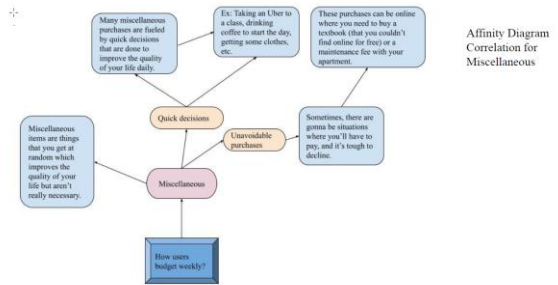 Many miscellaneous
purchases are fueled
by quick decisions
that are done to
improve the quality
of your life daily.
Ex: Taking an Uber to
a class, drinking
coffee to start the day,
getting some clothes,
etc.
These purchases can be online
where you need to buy a
textbook (that you couldn't
find online for free) or a
maintenance fee with your
apartment.
Affinity Diagram
Correlation for
Miscellaneous
Quick decisions
Unavoidable
purchases
Sometimes, there are
gonna be situations
where you'll have to
pay, and it's tough to
decline.
Miscellaneous
items are things
that you get at
random which
improves the
quality of your
life but aren't
really necessary.
Miscellaneous
How users
budget weekly?